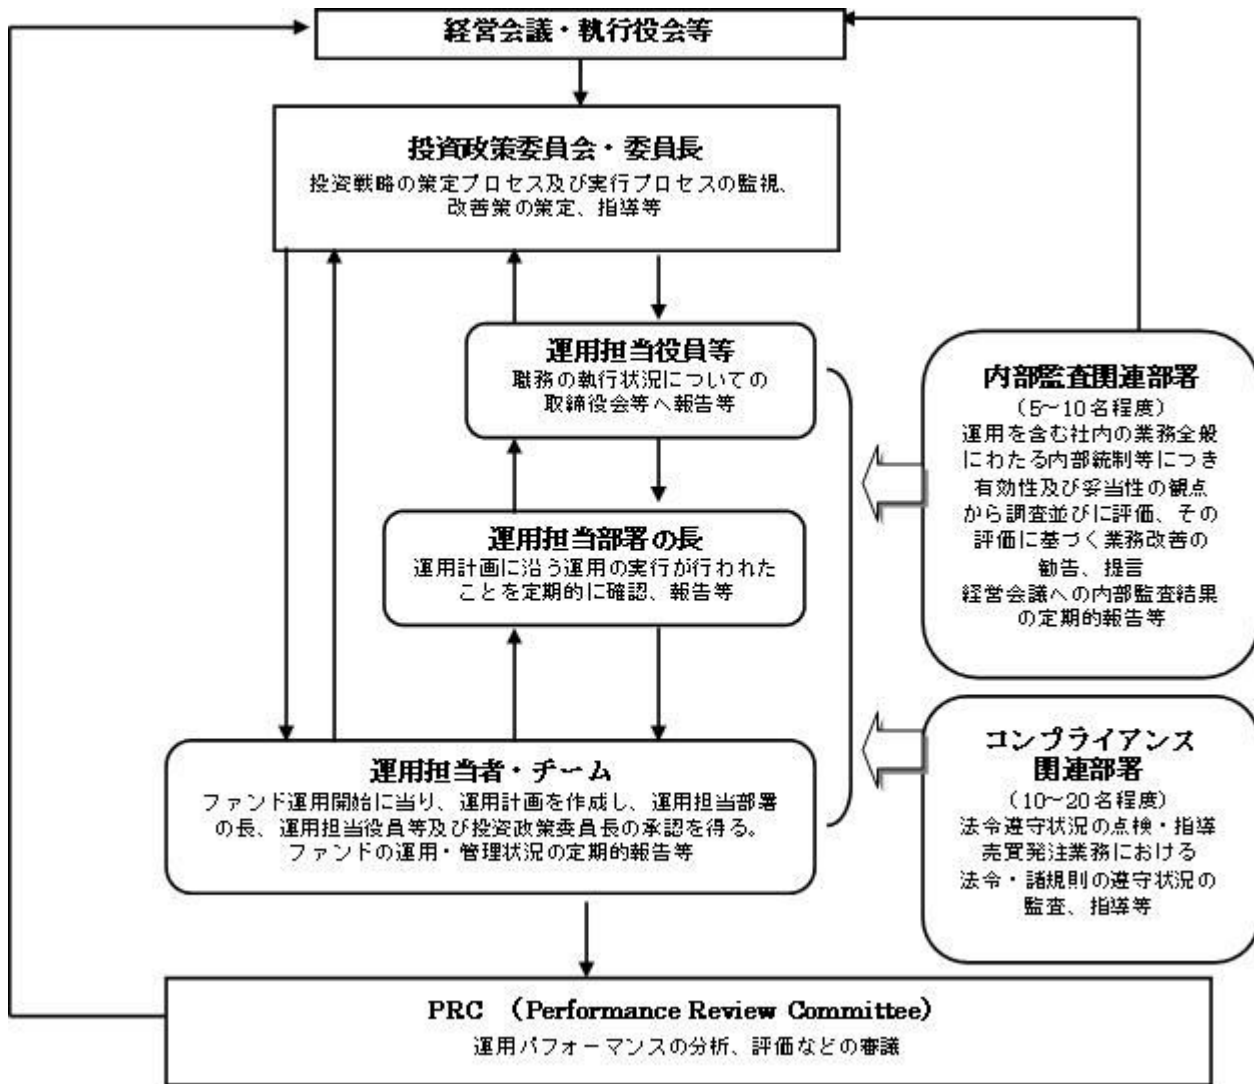 経営会議・執行役会等
投資政策委員会・委員長
投資戦略の策定プロセス及び実行プロセスの監視、
改善策の策定、指導等
運用担当役員等
職務の執行状況についての
取締役会等へ報告等
運用担当部署の長
運用計画に沿う運用の実行が行われた
ことを定期的に確認、報告等
運用担当者・チーム
ファンド運用開始に当り、運用計画を作成し、運用担当部署
の長、運用担当役員等及び投資政策委員長の承認を得る。
ファンドの運用・管理状況の定期的報告等
内部監査関連部署
（5～10名程度）
運用を含む社内の業務全般
にわたる内部統制等につき
有効性及び妥当性の観点
から調査並びに評価、その
評価に基づく業務改善の
勧告、提言
経営会議への内部監査結果
の定期的報告等
コンプライアンス
関連部署
（10～20名程度）
法令遵守状況の点検・指導
売買発注業務における
法令・諸規則の遵守状況の
監査、指導等
PRC （Performance Review Committee）
運用パフォーマンスの分析、評価などの審議